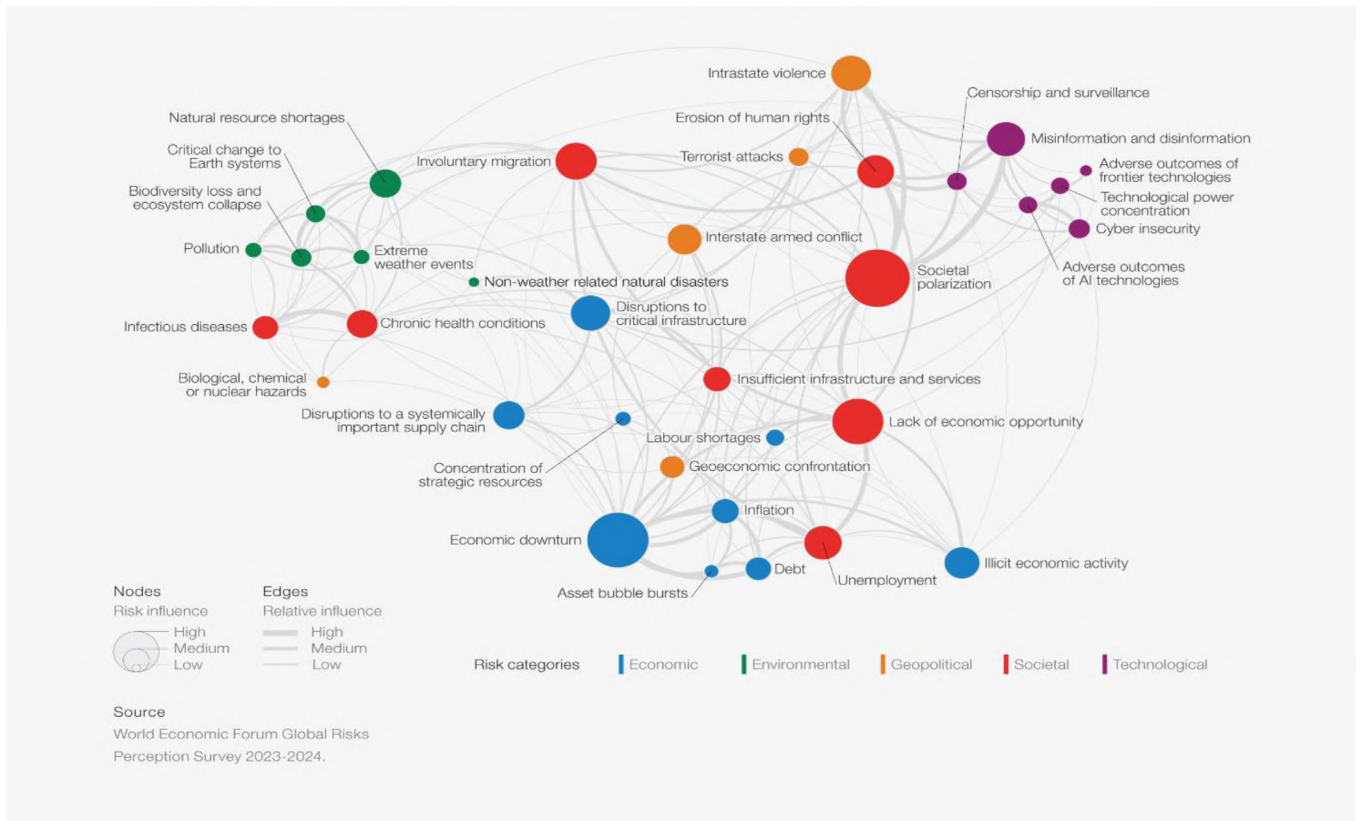 Intrastate violence
Censorship and surveillance
Natural resource shortages
Erosion of human rights
Misinformation and disinformation
Critical change to
Earth systems
Involuntary migration
Terrorist attacks
Adverse outcomes of
frontier technologies
Biodiversity loss and
ecosystem collapse
Technological power
concentration
Pollution
Extreme
weather events
Interstate armed conflict
Cyber insecurity
Non-weather related natural disasters
Societal
polarization
Adverse outcomes
of AI technologies
Infectious diseases
Chronic health conditions
Disruptions to
critical infrastructure
Biological, chemical
or nuclear hazards
Insufficient infrastructure and services
Disruptions to a systemically
important supply chain
Labour shortages
Lack of economic opportunity
Concentration of
strategic resources
Geoeconomic confrontation
Economic downturn
Inflation
Asset bubble bursts
Debt
Unemployment
Illicit economic activity
Nodes
Risk influence
High
Medium
Low
Edges
Relative influence
High
Medium
Low
Risk categories
Economic
Environmental
Geopolitical
Societal
Technological
Source
World Economic Forum Global Risks
Perception Survey 2023-2024.